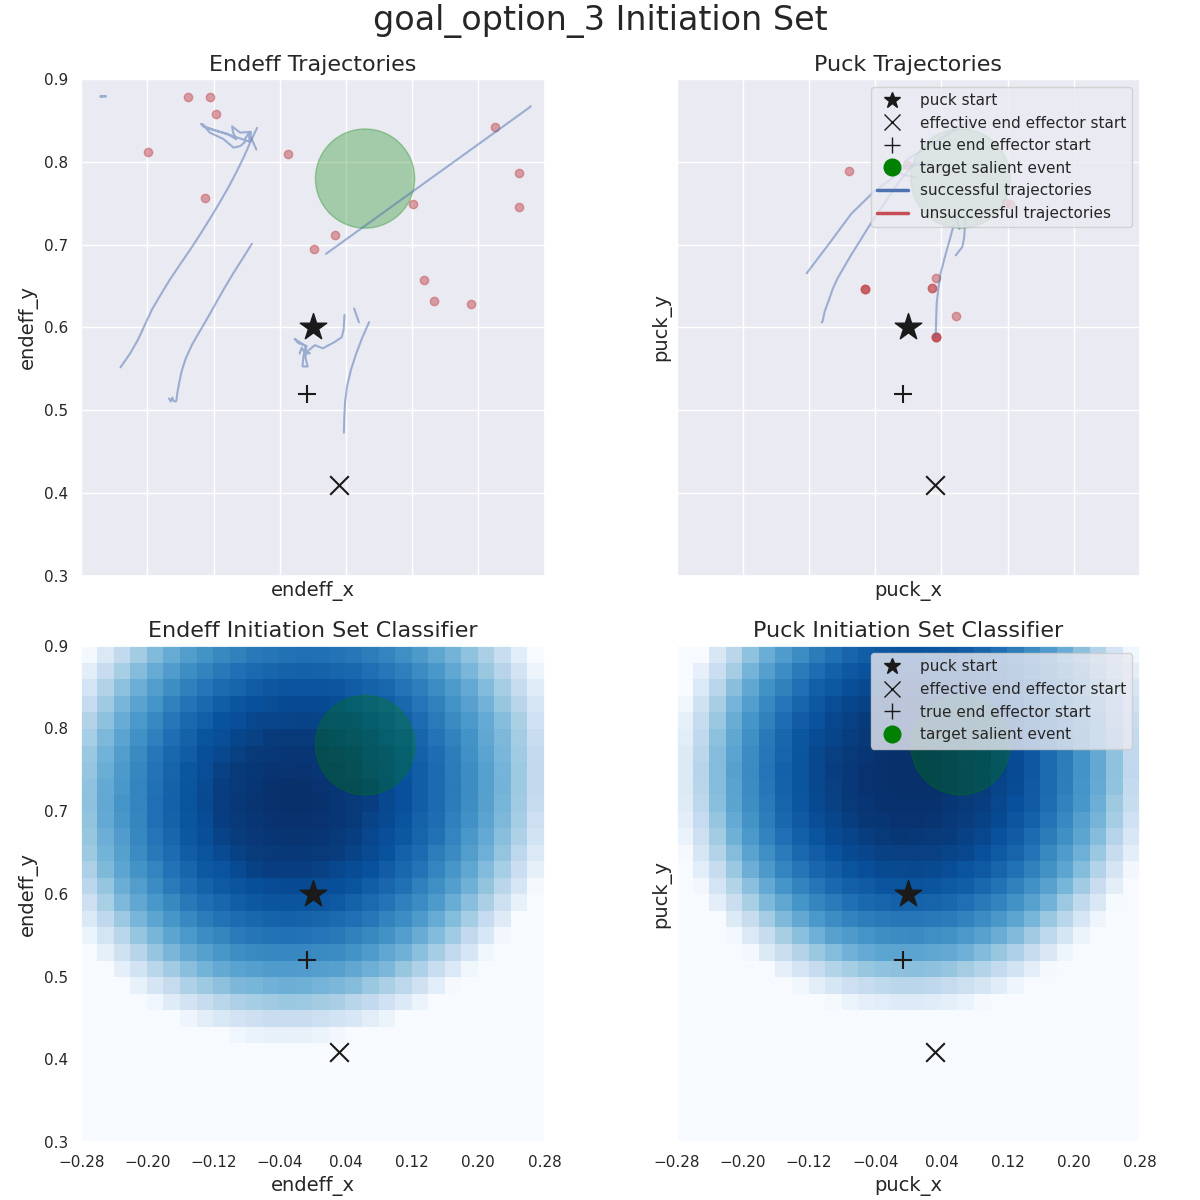 goal_option_3 Initiation Set
Endeff Trajectories
endeff_y
0.9
0.8
0.7
0.6
0.5
0.4
0.3
endeff_x
Puck Trajectories
puck start
effective end effector start
true end effector start
target salient event
successful trajectories
unsuccessful trajectories
puck_y
puck_x
Endeff Initiation Set Classifier
endeff_y
0.9
0.8
0.7
0.6
0.5
0.4
0.3
−0.28 −0.20 −0.12 −0.04 0.04 0.12 0.20 0.28
endeff_x
Puck Initiation Set Classifier
puck start
effective end effector start
true end effector start
target salient event
puck_y
−0.28 −0.20 −0.12 −0.04 0.04 0.12 0.20 0.28
puck_x